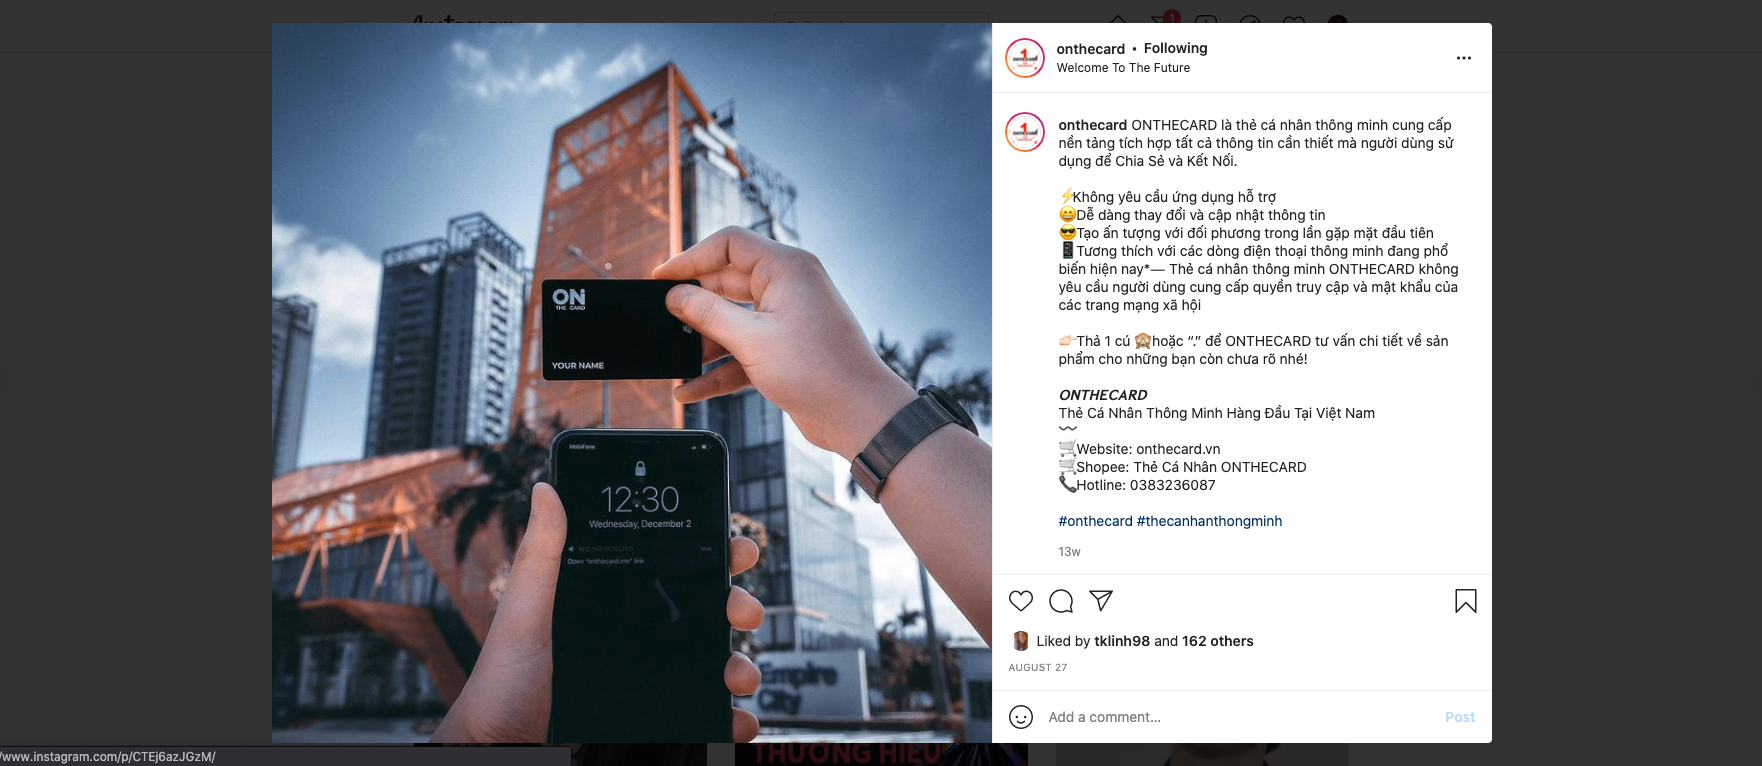 Instagram
1
onthecard • Following
Welcome To The Future
onthecard ONTHECARD là thẻ cá nhân thông minh cung cấp
nền tảng tích hợp tất cả thông tin cần thiết mà người dùng sử
dụng để Chia Sẻ và Kết Nối.
⚡Không yêu cầu ứng dụng hỗ trợ
😄Dễ dàng thay đổi và cập nhật thông tin
😎Tạo ấn tượng với đối phương trong lần gặp mặt đầu tiên
📱Tương thích với các dòng điện thoại thông minh đang phổ
biến hiện nay*— Thẻ cá nhân thông minh ONTHECARD không
yêu cầu người dùng cung cấp quyền truy cập và mật khẩu của
các trang mạng xã hội
👉🏻Thả 1 cú 🙈hoặc “.” để ONTHECARD tư vấn chi tiết về sản
phẩm cho những bạn còn chưa rõ nhé!
ONTHECARD
Thẻ Cá Nhân Thông Minh Hàng Đầu Tại Việt Nam
〰
🛒Website: onthecard.vn
🛒Shopee: Thẻ Cá Nhân ONTHECARD
📞Hotline: 0383236087
#onthecard #thecanhanthongminh
13w
Liked by tklinh98 and 162 others
AUGUST 27
Add a comment...
Post
ON
THE CARD
YOUR NAME
MobiFone
12:30
Wednesday, December 2
NFC TAG DETECTED
Open "onthecard.me" link
Empire
City
THƯƠNG HIỆU
/www.instagram.com/p/CTEj6azJGzM/